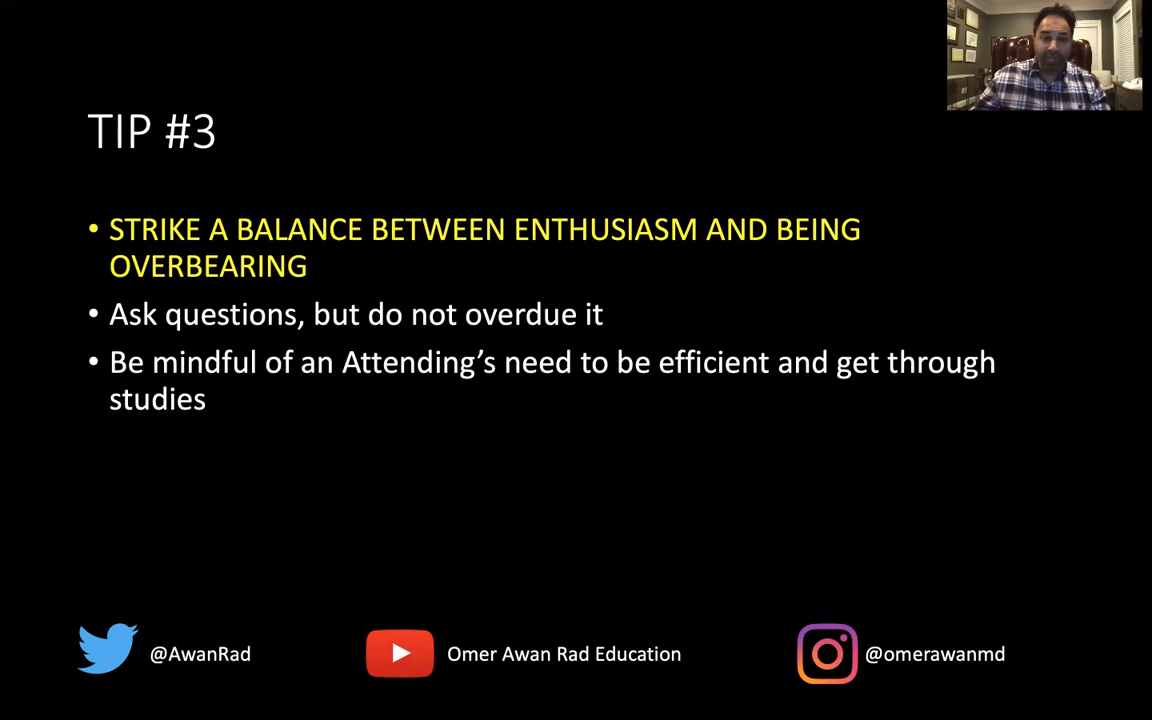 TIP #3
• STRIKE A BALANCE BETWEEN ENTHUSIASM AND BEING
OVERBEARING
• Ask questions, but do not overdue it
• Be mindful of an Attending’s need to be efficient and get through
studies
@AwanRad
Omer Awan Rad Education
@omerawanmd